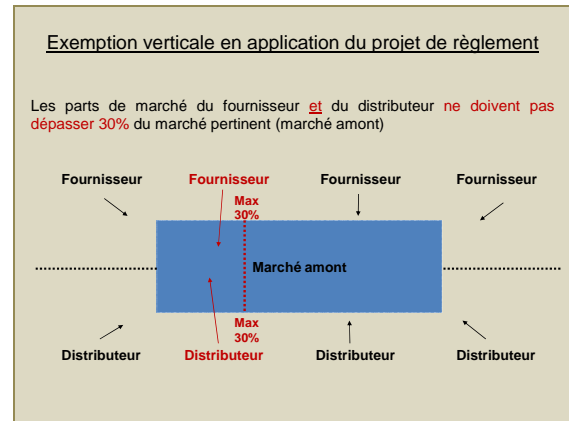 Exemption verticale en application du projet de règlement
Les parts de marché du fournisseur et du distributeur ne doivent pas
dépasser 30% du marché pertinent (marché amont)
Fournisseur Fournisseur Fournisseur Fournisseur
Max
30%
Marché amont
Max
30%
Distributeur Distributeur Distributeur Distributeur